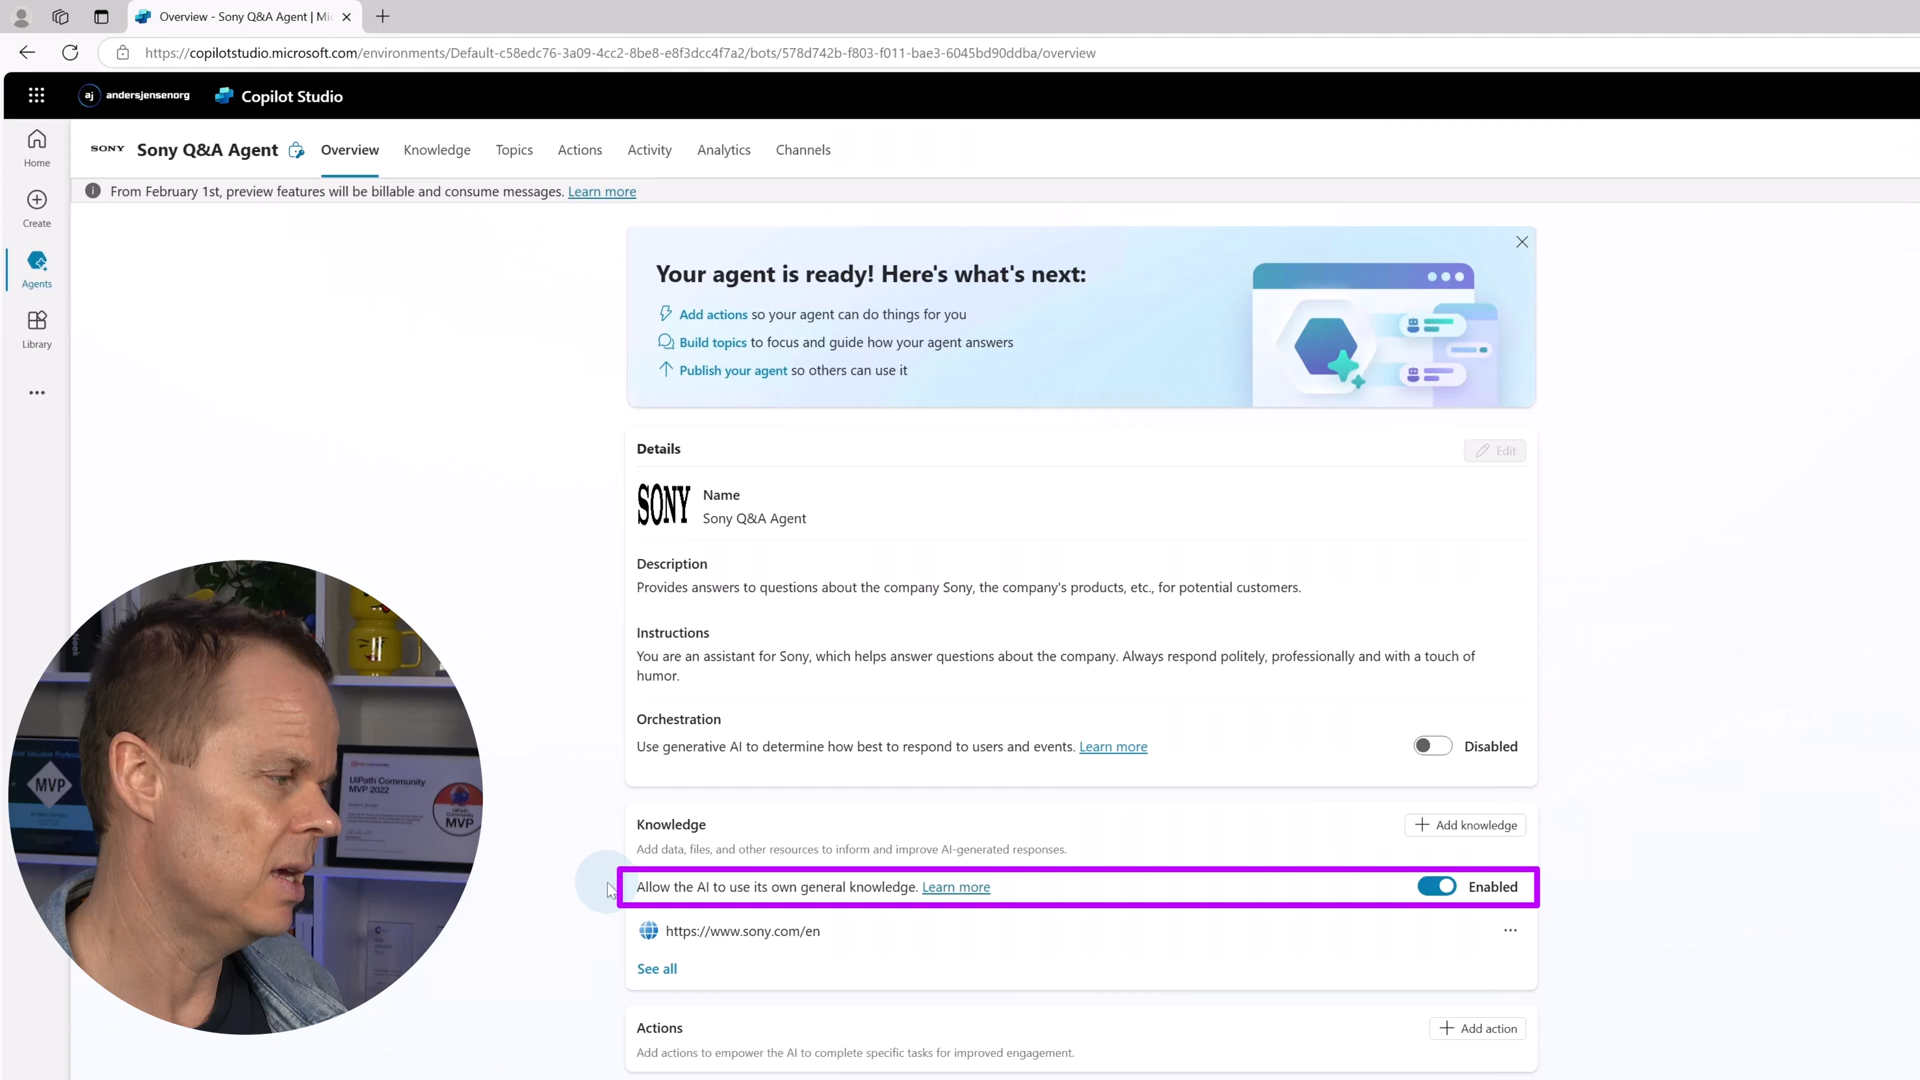 Overview - Sony Q&A Agent | Mi
https://copilotstudio.microsoft.com/environments/Default-c58edc76-3a09-4cc2-8be8-e8f3dcc4f7a2/bots/578d742b-f803-f011-bae3-6045bd90ddba/overview
aj andersjensenorg Copilot Studio
SONY Sony Q&A Agent Overview Knowledge Topics Actions Activity Analytics Channels
Home
From February 1st, preview features will be billable and consume messages. Learn more
Create
Agents
Library
Your agent is ready! Here's what's next:
Add actions so your agent can do things for you
Build topics to focus and guide how your agent answers
Publish your agent so others can use it
Details Edit
SONY
Name
Sony Q&A Agent
Description
Provides answers to questions about the company Sony, the company's products, etc., for potential customers.
Instructions
You are an assistant for Sony, which helps answer questions about the company. Always respond politely, professionally and with a touch of
humor.
Orchestration
Use generative AI to determine how best to respond to users and events. Learn more Disabled
Knowledge Add knowledge
Add data, files, and other resources to inform and improve AI-generated responses.
Allow the AI to use its own general knowledge. Learn more Enabled
https://www.sony.com/en
See all
Actions Add action
Add actions to empower the AI to complete specific tasks for improved engagement.
MVP
UiPath Community
MVP 2022
MVP